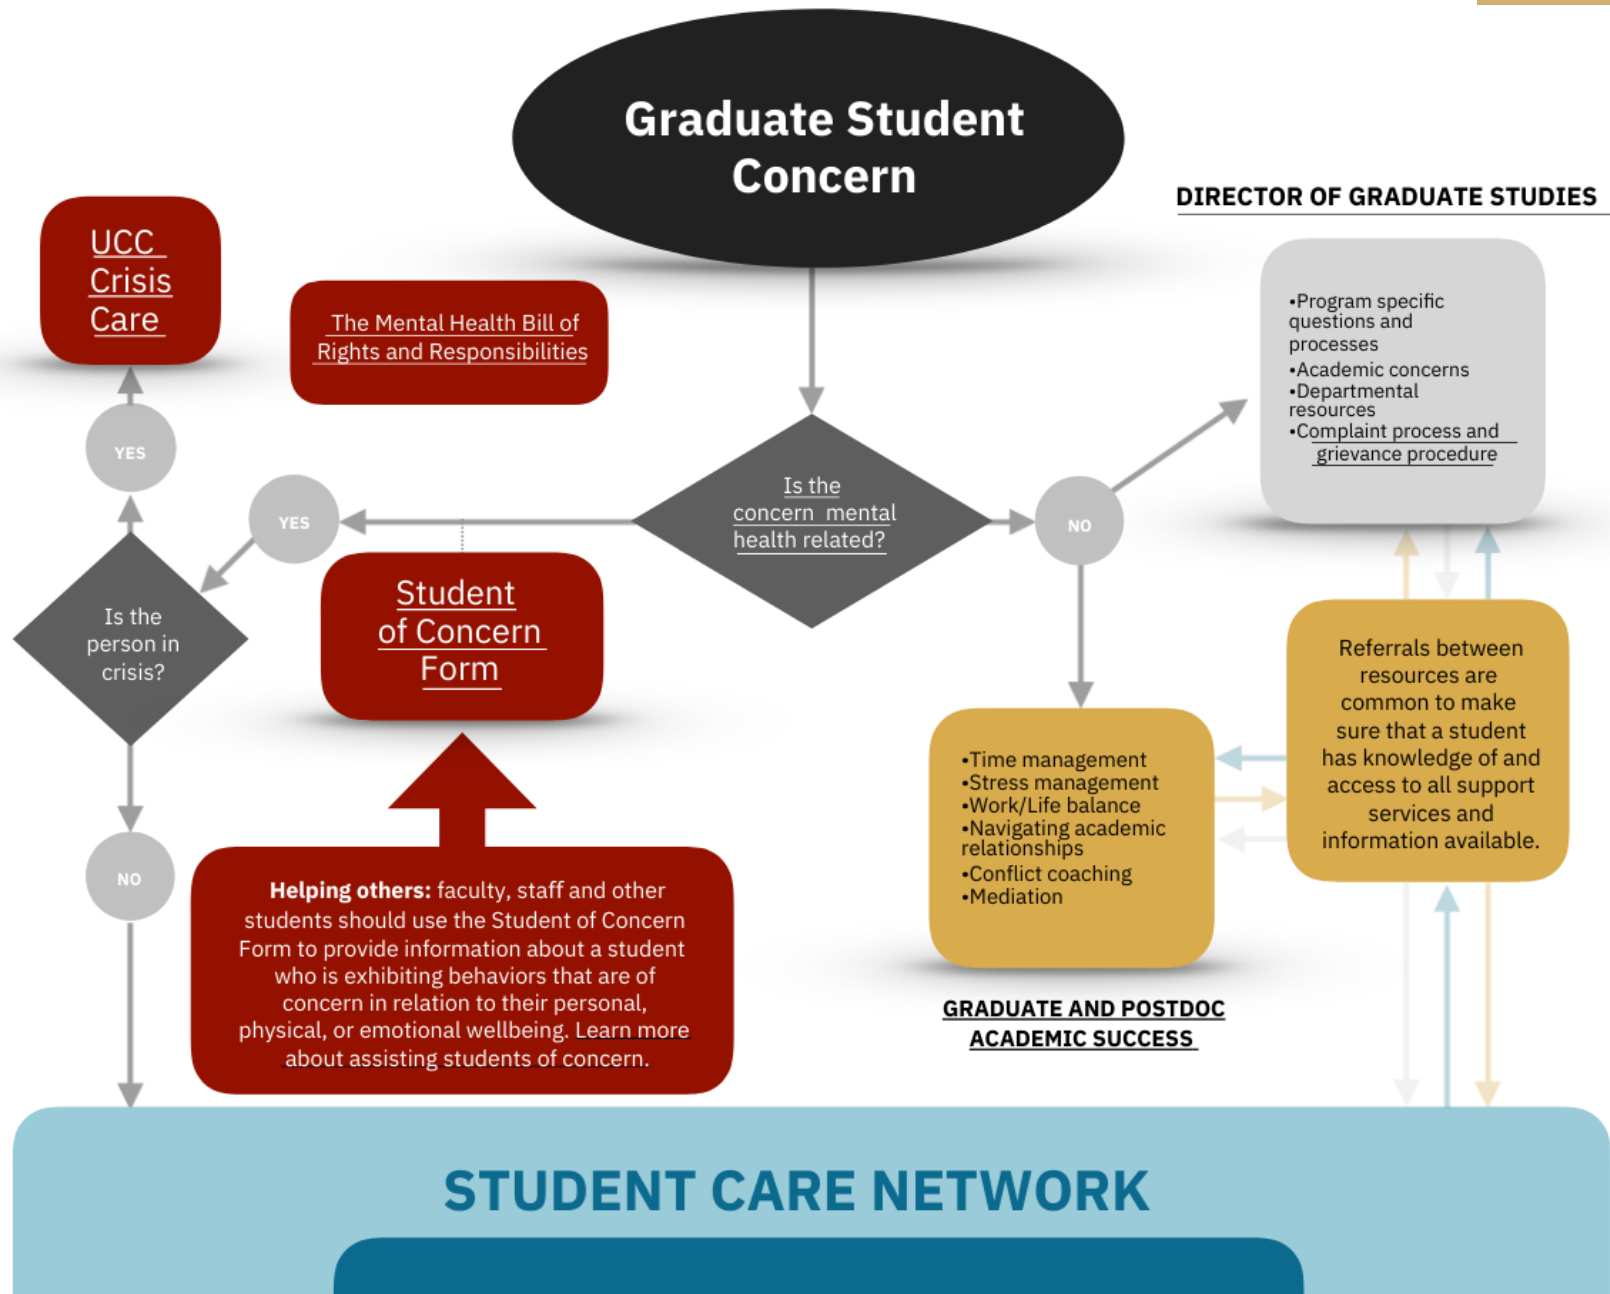 Graduate Student
Concern
DIRECTOR OF GRADUATE STUDIES
UCC
Crisis
Care
The Mental Health Bill of
Rights and Responsibilities
•Program specific
questions and
processes
•Academic concerns
•Departmental
resources
•Complaint process and
grievance procedure
YES
YES
Is the
concern mental
health related?
NO
Is the
person in
crisis?
Student
of Concern
Form
Referrals between
resources are
common to make
sure that a student
has knowledge of and
access to all support
services and
information available.
•Time management
•Stress management
•Work/Life balance
•Navigating academic
relationships
•Conflict coaching
•Mediation
NO
Helping others: faculty, staff and other
students should use the Student of Concern
Form to provide information about a student
who is exhibiting behaviors that are of
concern in relation to their personal,
physical, or emotional wellbeing. Learn more
about assisting students of concern.
GRADUATE AND POSTDOC
ACADEMIC SUCCESS
STUDENT CARE NETWORK